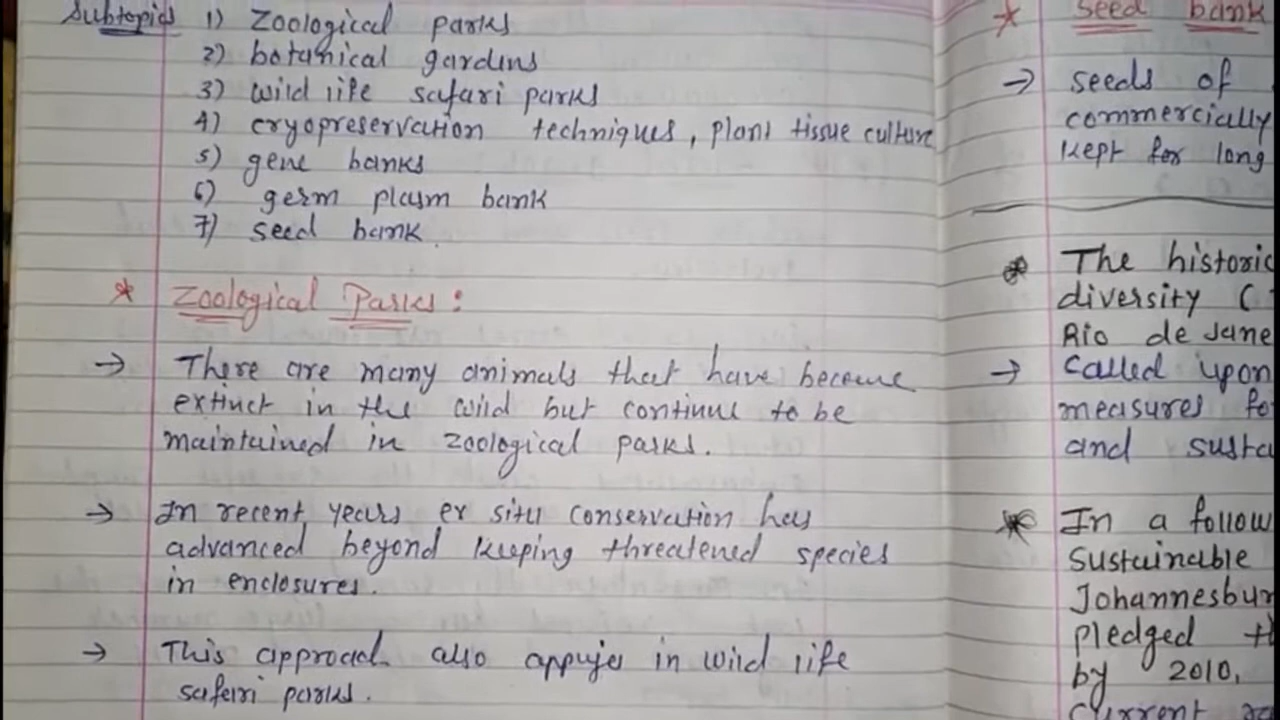 Subtopics 1) Zoological parks
2) botanical gardens
3) wild life safari parks
4) cryopreservation techniques, plant tissue culture
5) gene banks
6) germ plasm bank
7) seed bank.
* Zoological Parks:
→ There are many animals that have become
extinct in the wild but continue to be
maintained in zoological parks.
→ In recent years ex situ conservation has
advanced beyond keeping threatened species
in enclosures.
→ This approach also applies in wild life
safari parks.
* Seed bank
→ seeds of
commercially
kept for long
* The historic
diversity (
Rio de Jane
→ called upon
measures fo
and susta
* In a follow
sustainable
Johannesbur
pledged th
by 2010,
current